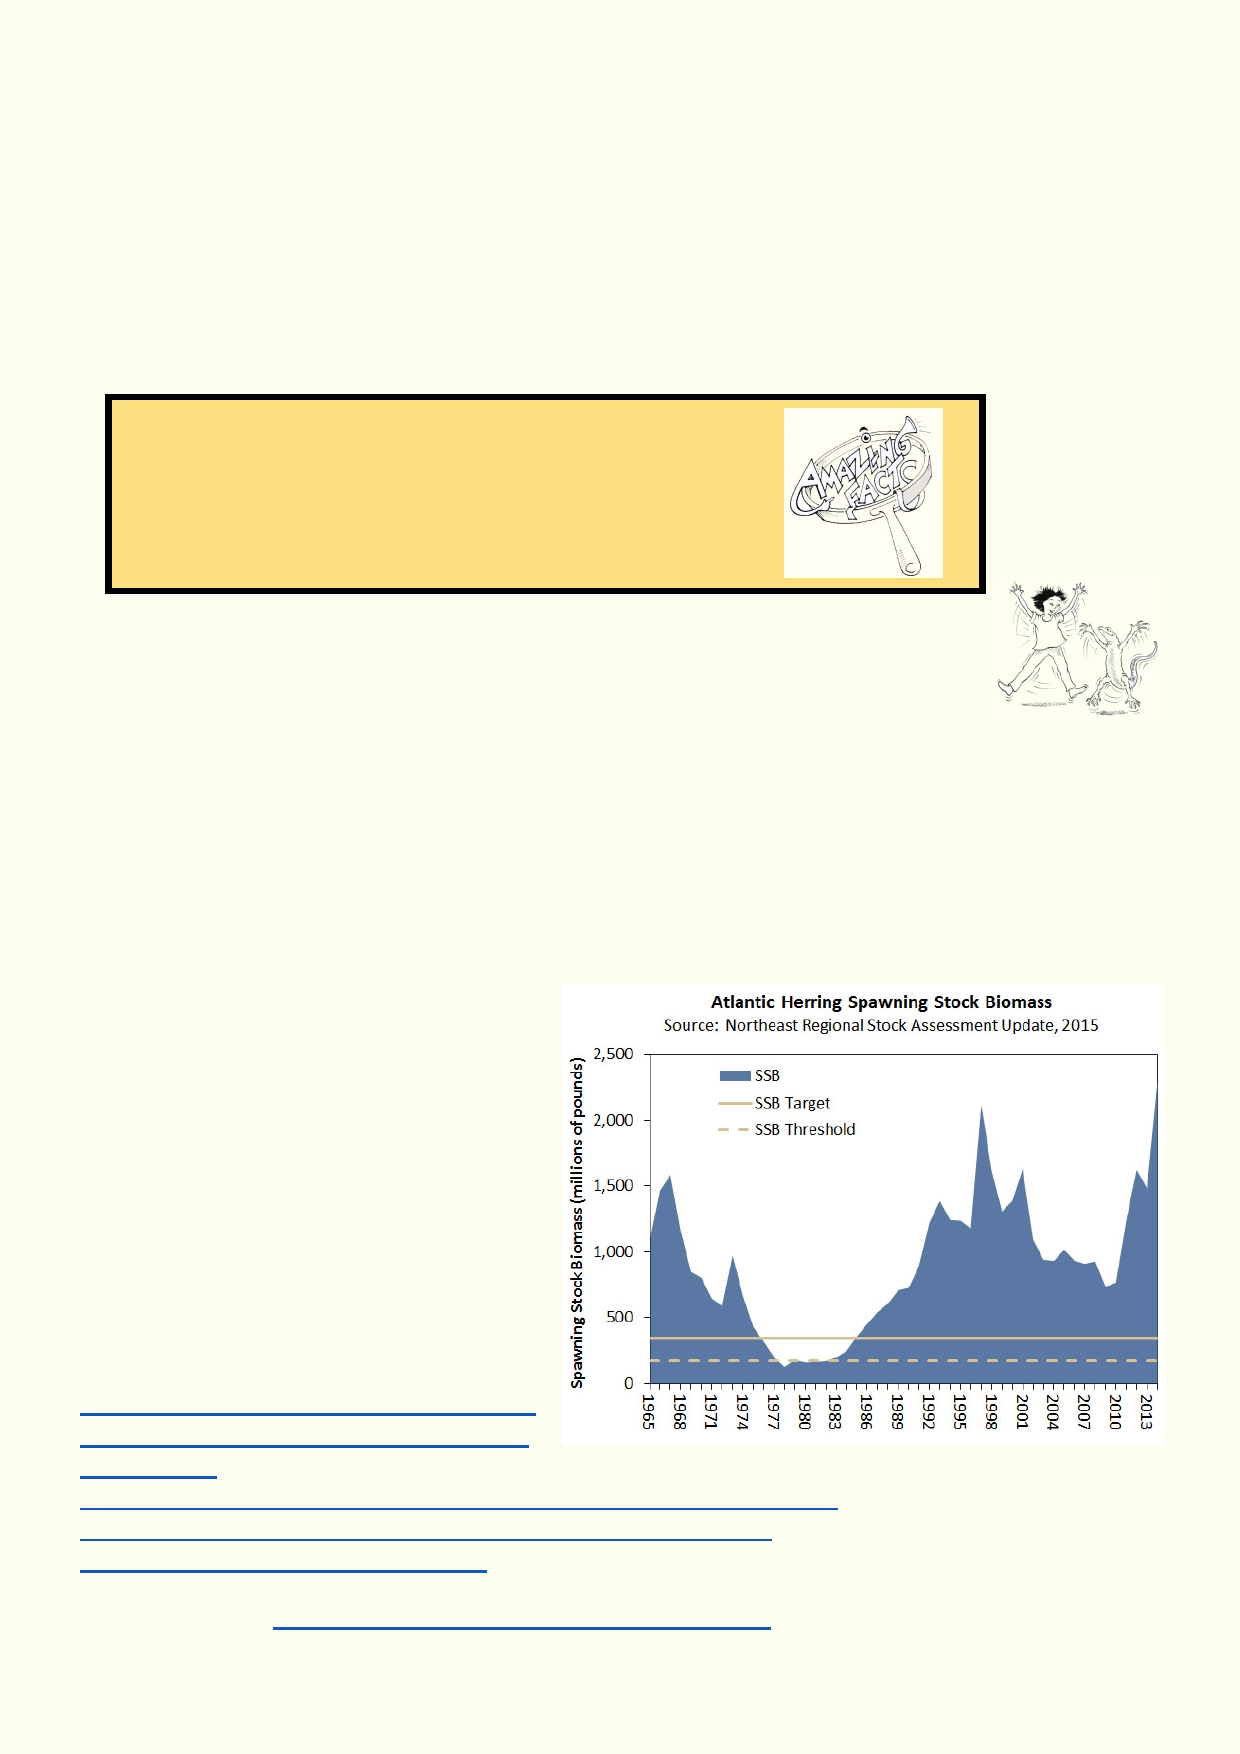 AMAZING
FACTS
Atlantic Herring Spawning Stock Biomass
Source: Northeast Regional Stock Assessment Update, 2015
Spawning Stock Biomass (millions of pounds)
2,500
2,000
1,500
1,000
500
0
SSB
SSB Target
SSB Threshold
1965
1968
1971
1974
1977
1980
1983
1986
1989
1992
1995
1998
2001
2004
2007
2010
2013